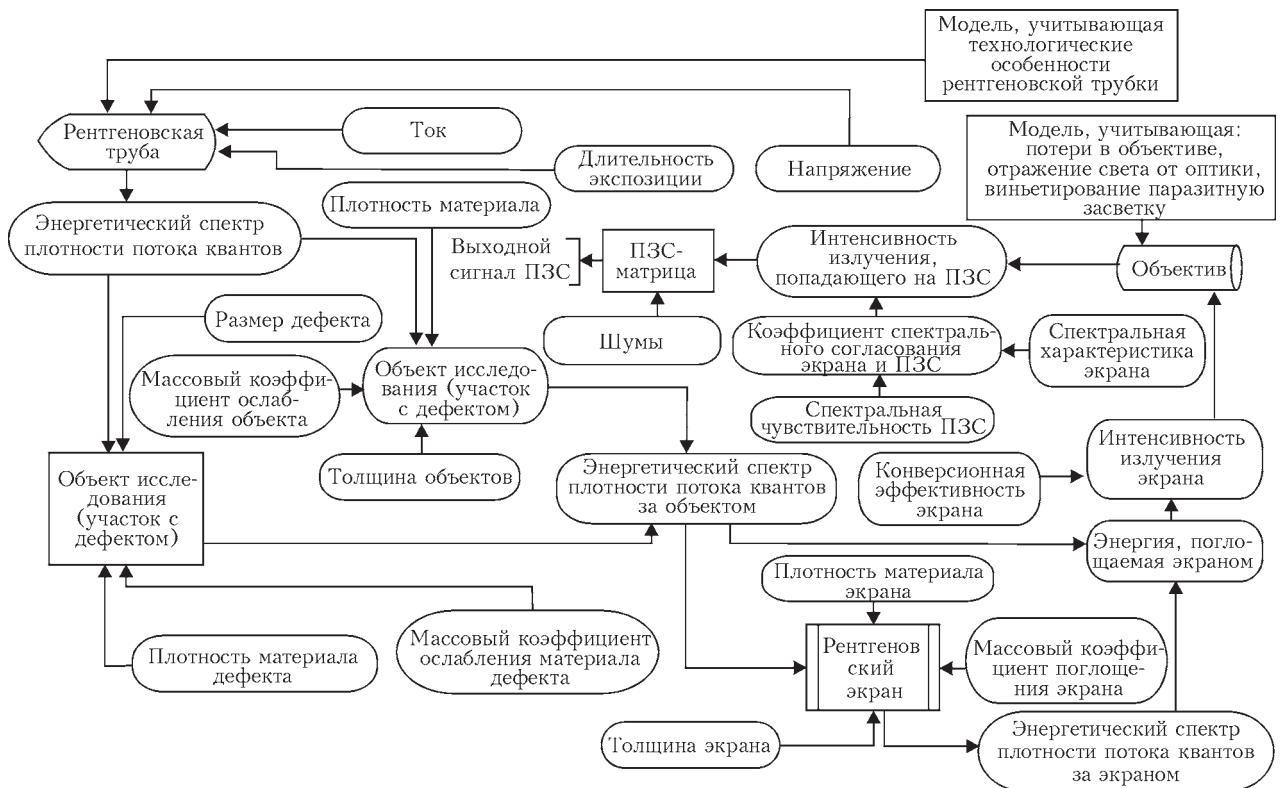 Модель, учитывающая
технологические
особенности
рентгеновской трубки
Рентгеновская
труба
Ток
Длительность
экспозиции
Напряжение
Модель, учитывающая:
потери в объективе,
отражение света от оптики,
виньетирование паразитную
засветку
Энергетический спектр
плотности потока квантов
Плотность материала
Выходной
сигнал ПЗС
ПЗС-
матрица
Интенсивность
излучения,
попадающего на ПЗС
Объектив
Размер дефекта
Шумы
Коэффициент спектраль-
ного согласования
экрана и ПЗС
Спектральная
характеристика
экрана
Массовый коэффи-
циент ослаб-
ления объекта
Объект исследо-
вания (участок
с дефектом)
Спектральная
чувствительность ПЗС
Толщина объектов
Объект иссле-
дования
(участок с
дефектом)
Энергетический спектр
плотности потока квантов
за объектом
Конверсионная
эффективность
экрана
Интенсивность
излучения
экрана
Энергия, погло-
щаемая экраном
Плотность материала
экрана
Плотность материала
дефекта
Массовый коэффициент
ослабления материала
дефекта
Рентгенов
ский
экран
Массовый коэффи-
циент поглоще-
ния экрана
Толщина экрана
Энергетический спектр
плотности потока квантов
за экраном